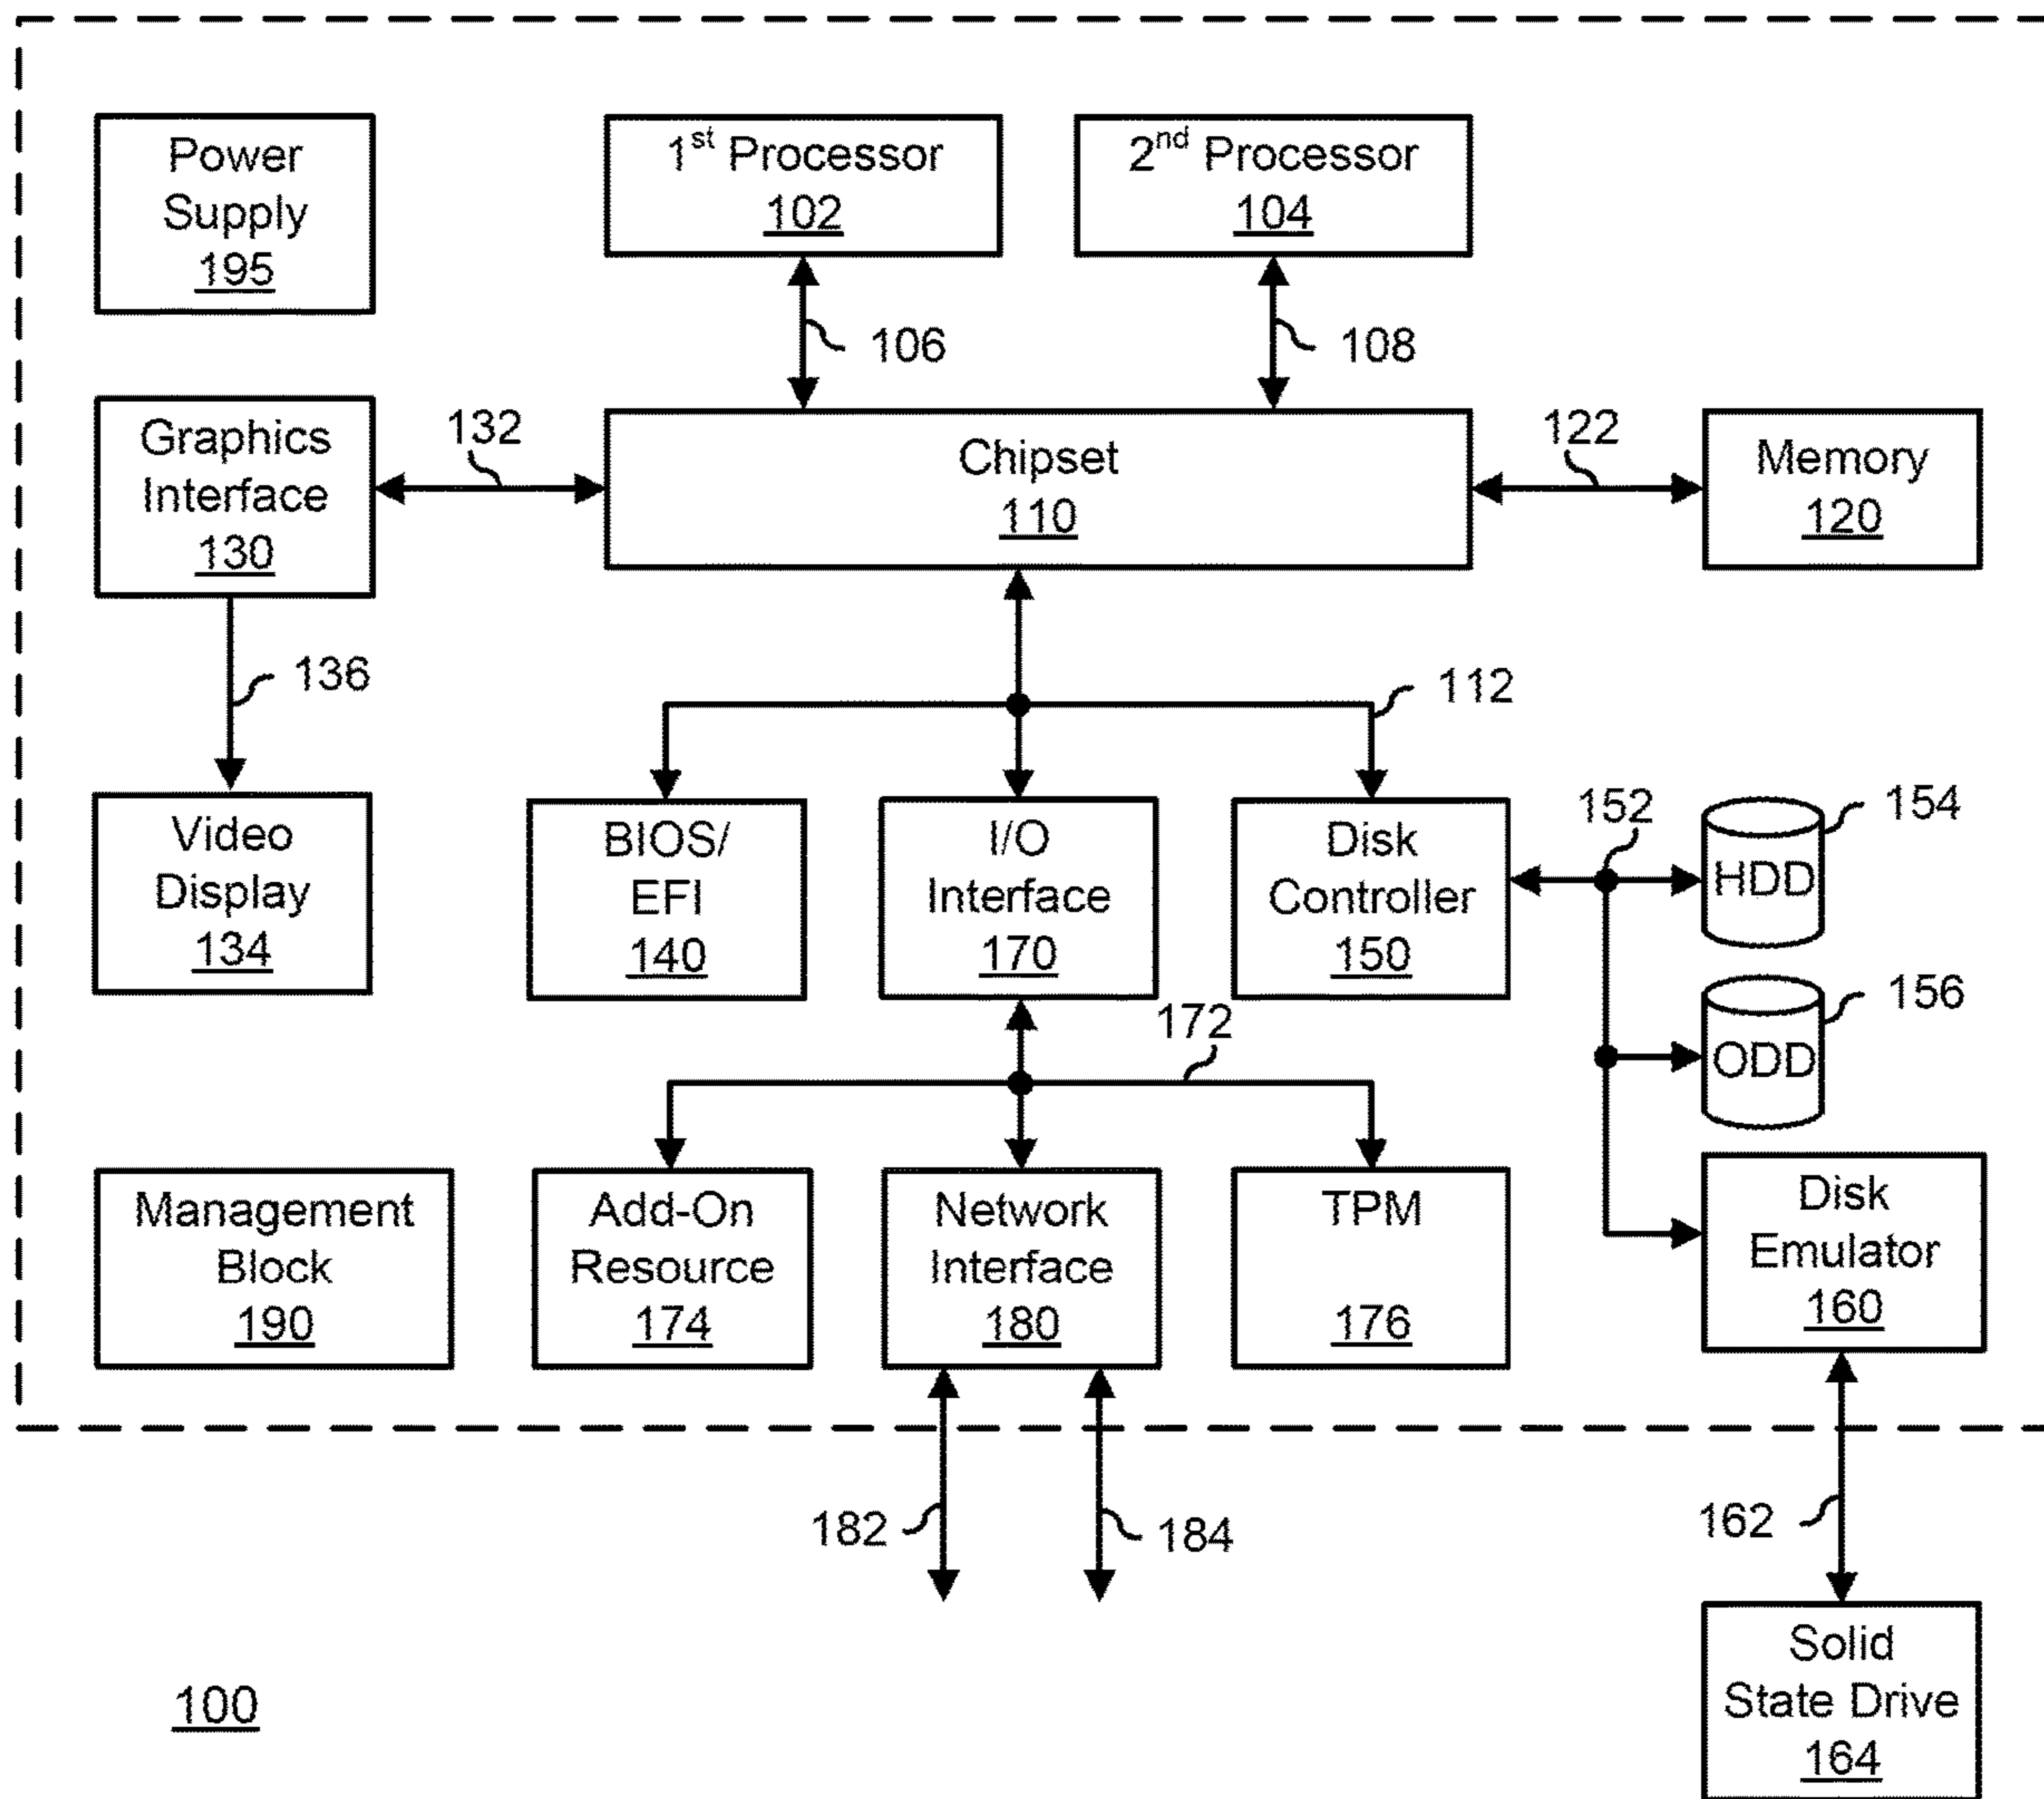 Power
Supply
195
1st Processor
102
2nd Processor
104
106
108
Graphics
Interface
130
132
Chipset
110
122
Memory
120
136
112
Video
Display
134
BIOS/
EFI
140
I/O
Interface
170
Disk
Controller
150
152
154
HDD
156
ODD
172
Management
Block
190
Add-On
Resource
174
Network
Interface
180
TPM
176
Disk
Emulator
160
182
184
162
Solid
State Drive
164
100